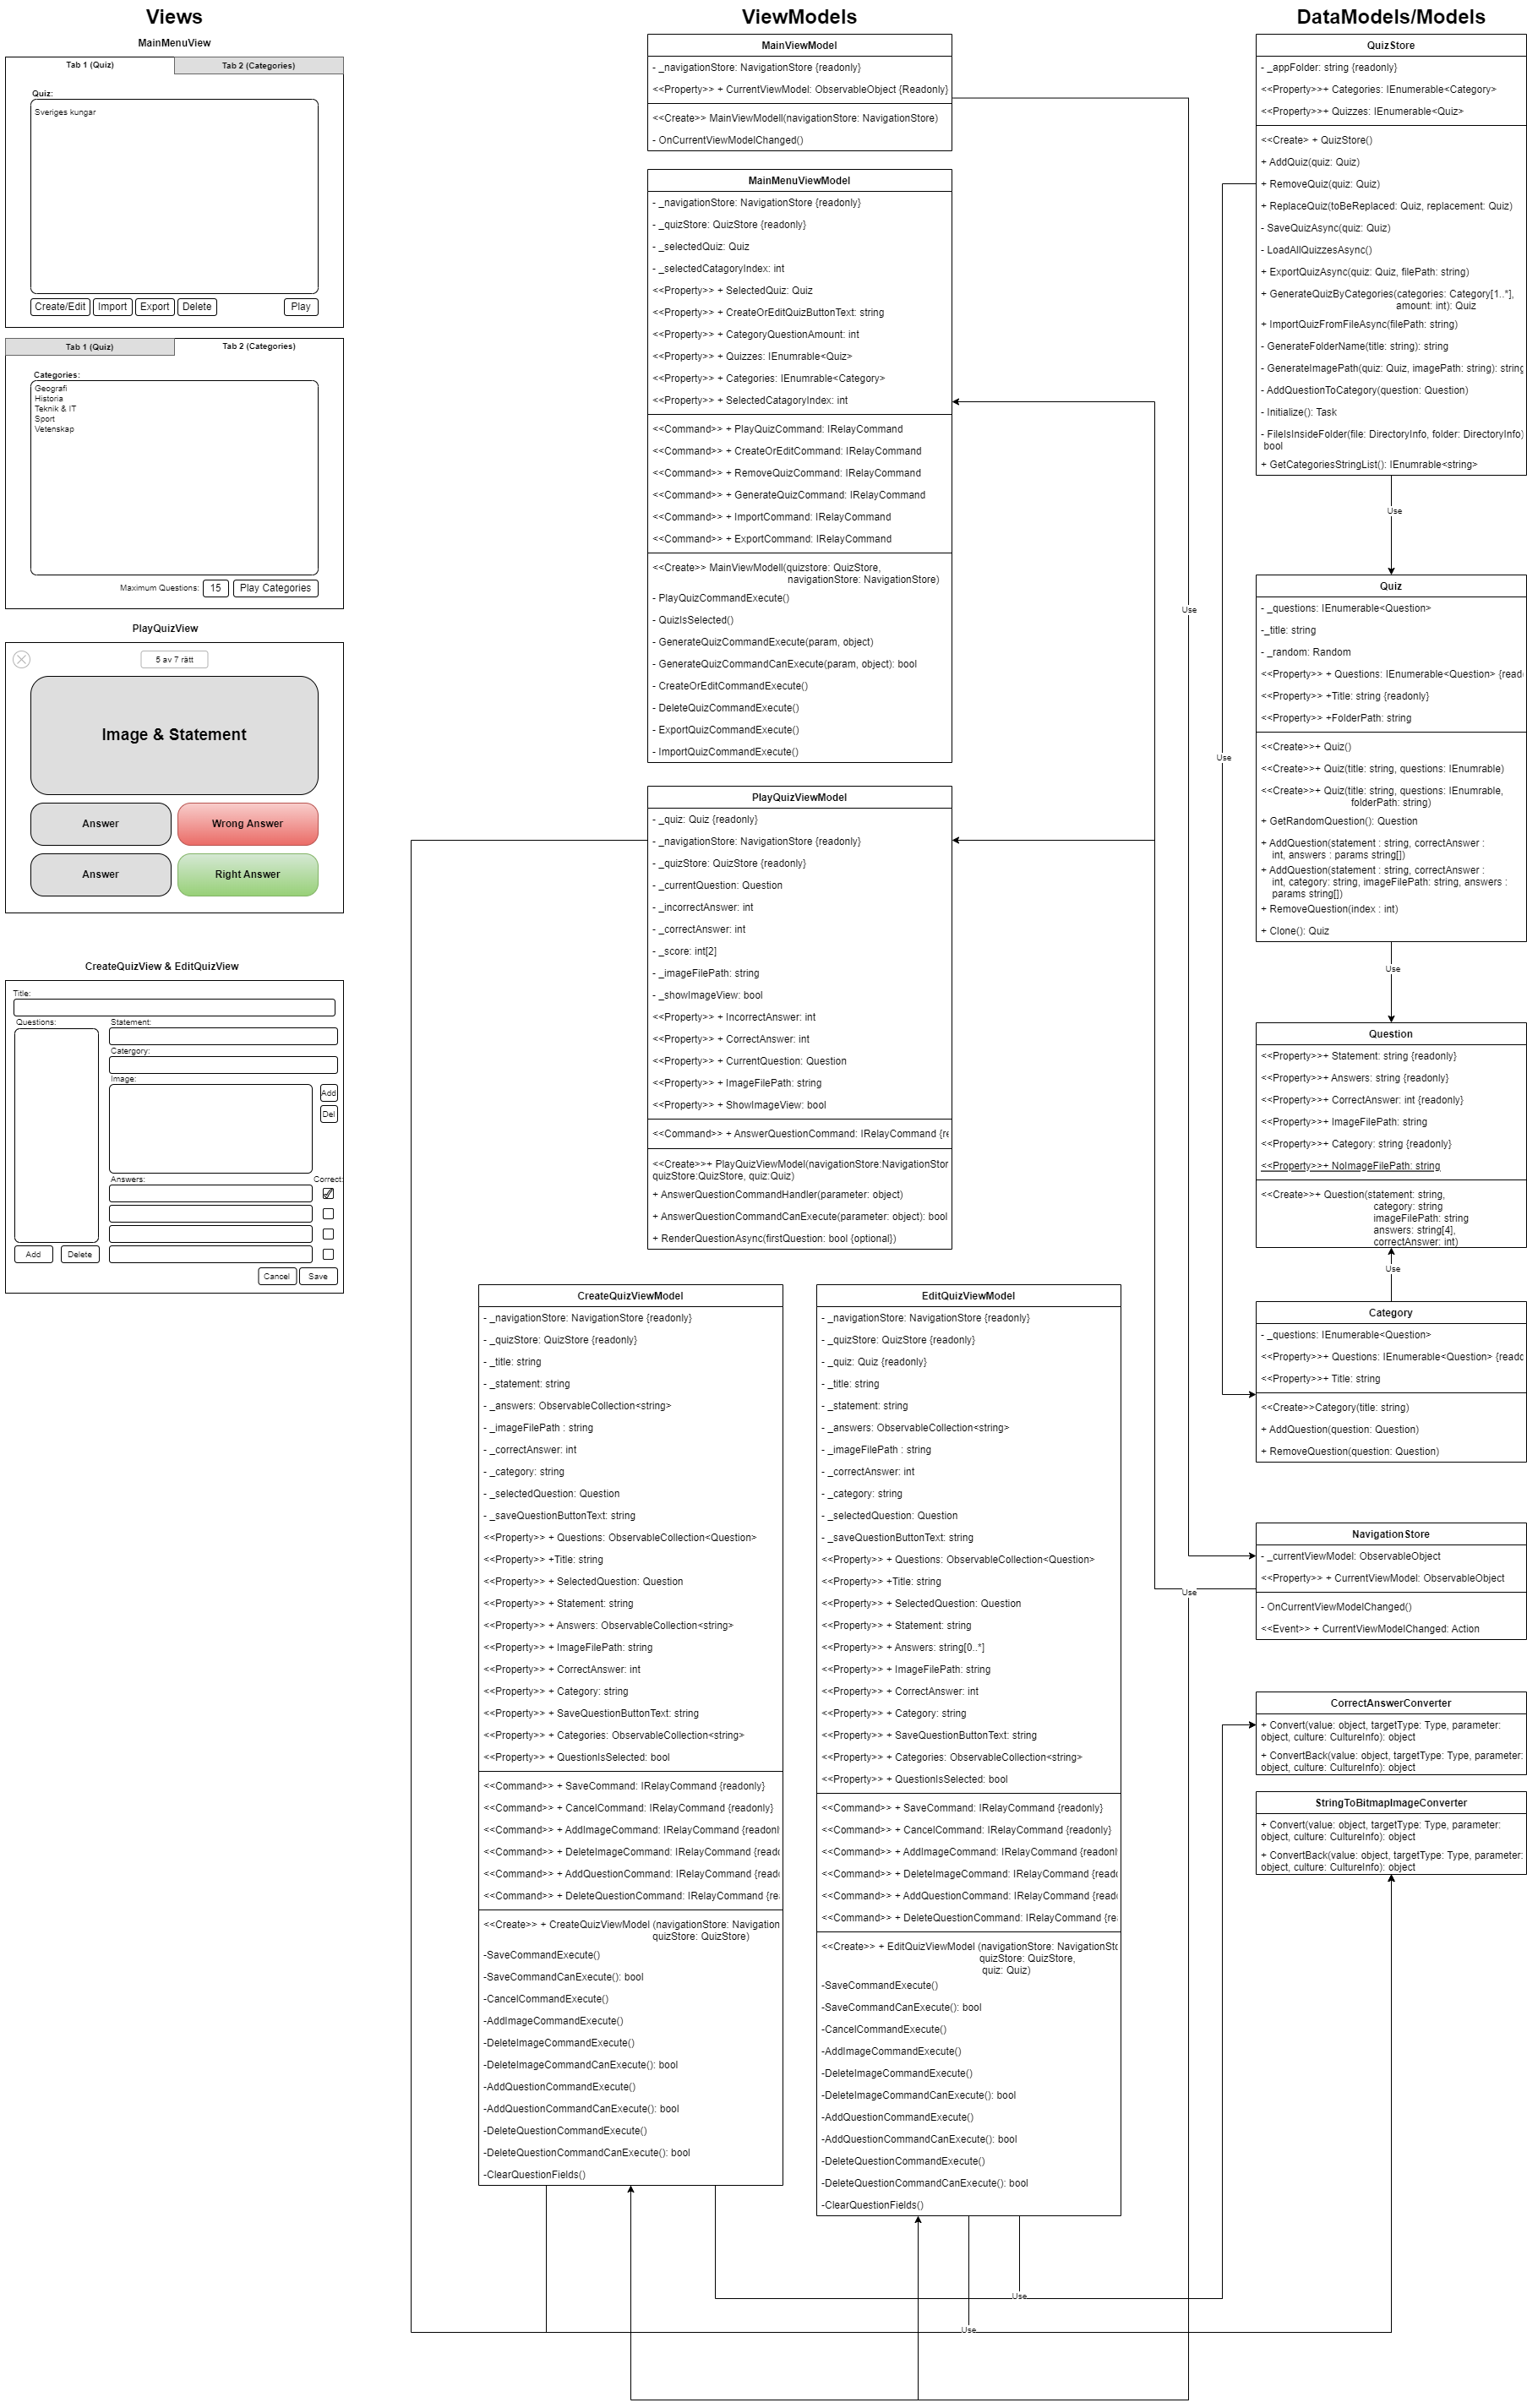 Views
MainMenuView
Tab 1 (Quiz)
Tab 2 (Categories)
Quiz:
Sveriges kungar
Create/Edit
Import
Export
Delete
Play
Tab 1 (Quiz)
Tab 2 (Categories)
Categories:
Geografi
Historia
Teknik & IT
Sport
Vetenskap
Maximum Questions:
15
Play Categories
PlayQuizView
5 av 7 rätt
Image & Statement
Answer
Wrong Answer
Answer
Right Answer
CreateQuizView & EditQuizView
Title:
Questions:
Statement:
Catergory:
Image:
Add
Del
Answers:
Correct:
Add
Delete
Cancel
Save
ViewModels
MainViewModel
- _navigationStore: NavigationStore {readonly}
<<Property>> + CurrentViewModel: ObservableObject {Readonly}
<<Create>> MainViewModell(navigationStore: NavigationStore)
- OnCurrentViewModelChanged()
MainMenuViewModel
- _navigationStore: NavigationStore {readonly}
- _quizStore: QuizStore {readonly}
- _selectedQuiz: Quiz
- _selectedCatagoryIndex: int
<<Property>> + SelectedQuiz: Quiz
<<Property>> + CreateOrEditQuizButtonText: string
<<Property>> + CategoryQuestionAmount: int
<<Property>> + Quizzes: IEnumrable<Quiz>
<<Property>> + Categories: IEnumrable<Category>
<<Property>> + SelectedCatagoryIndex: int
<<Command>> + PlayQuizCommand: IRelayCommand
<<Command>> + CreateOrEditCommand: IRelayCommand
<<Command>> + RemoveQuizCommand: IRelayCommand
<<Command>> + GenerateQuizCommand: IRelayCommand
<<Command>> + ImportCommand: IRelayCommand
<<Command>> + ExportCommand: IRelayCommand
<<Create>> MainViewModell(quizstore: QuizStore,
navigationStore: NavigationStore)
- PlayQuizCommandExecute()
- QuizIsSelected()
- GenerateQuizCommandExecute(param, object)
- GenerateQuizCommandCanExecute(param, object): bool
- CreateOrEditCommandExecute()
- DeleteQuizCommandExecute()
- ExportQuizCommandExecute()
- ImportQuizCommandExecute()
PlayQuizViewModel
- _quiz: Quiz {readonly}
- _navigationStore: NavigationStore {readonly}
- _quizStore: QuizStore {readonly}
- _currentQuestion: Question
- _incorrectAnswer: int
- _correctAnswer: int
- _score: int[2]
- _imageFilePath: string
- _showImageView: bool
<<Property>> + IncorrectAnswer: int
<<Property>> + CorrectAnswer: int
<<Property>> + CurrentQuestion: Question
<<Property>> + ImageFilePath: string
<<Property>> + ShowImageView: bool
<<Command>> + AnswerQuestionCommand: IRelayCommand {re
<<Create>>+ PlayQuizViewModel(navigationStore:NavigationStor
quizStore:QuizStore, quiz:Quiz)
+ AnswerQuestionCommandHandler(parameter: object)
+ AnswerQuestionCommandCanExecute(parameter: object): bool
+ RenderQuestionAsync(firstQuestion: bool {optional})
CreateQuizViewModel
- _navigationStore: NavigationStore {readonly}
- _quizStore: QuizStore {readonly}
- _title: string
- _statement: string
- _answers: ObservableCollection<string>
- _imageFilePath : string
- _correctAnswer: int
- _category: string
- _selectedQuestion: Question
- _saveQuestionButtonText: string
<<Property>> + Questions: ObservableCollection<Question>
<<Property>> +Title: string
<<Property>> + SelectedQuestion: Question
<<Property>> + Statement: string
<<Property>> + Answers: ObservableCollection<string>
<<Property>> + ImageFilePath: string
<<Property>> + CorrectAnswer: int
<<Property>> + Category: string
<<Property>> + SaveQuestionButtonText: string
<<Property>> + Categories: ObservableCollection<string>
<<Property>> + QuestionIsSelected: bool
<<Command>> + SaveCommand: IRelayCommand {readonly}
<<Command>> + CancelCommand: IRelayCommand {readonly}
<<Command>> + AddImageCommand: IRelayCommand {readonl
<<Command>> + DeleteImageCommand: IRelayCommand {reado
<<Command>> + AddQuestionCommand: IRelayCommand {reado
<<Command>> + DeleteQuestionCommand: IRelayCommand {re
<<Create>> + CreateQuizViewModel (navigationStore: Navigation
quizStore: QuizStore)
-SaveCommandExecute()
-SaveCommandCanExecute(): bool
-CancelCommandExecute()
-AddImageCommandExecute()
-DeleteImageCommandExecute()
-DeleteImageCommandCanExecute(): bool
-AddQuestionCommandExecute()
-AddQuestionCommandCanExecute(): bool
-DeleteQuestionCommandExecute()
-DeleteQuestionCommandCanExecute(): bool
-ClearQuestionFields()
EditQuizViewModel
- _navigationStore: NavigationStore {readonly}
- _quizStore: QuizStore {readonly}
- _quiz: Quiz {readonly}
- _title: string
- _statement: string
- _answers: ObservableCollection<string>
- _imageFilePath : string
- _correctAnswer: int
- _category: string
- _selectedQuestion: Question
- _saveQuestionButtonText: string
<<Property>> + Questions: ObservableCollection<Question>
<<Property>> +Title: string
<<Property>> + SelectedQuestion: Question
<<Property>> + Statement: string
<<Property>> + Answers: string[0..*]
<<Property>> + ImageFilePath: string
<<Property>> + CorrectAnswer: int
<<Property>> + Category: string
<<Property>> + SaveQuestionButtonText: string
<<Property>> + Categories: ObservableCollection<string>
<<Property>> + QuestionIsSelected: bool
<<Command>> + SaveCommand: IRelayCommand {readonly}
<<Command>> + CancelCommand: IRelayCommand {readonly}
<<Command>> + AddImageCommand: IRelayCommand {readonl
<<Command>> + DeleteImageCommand: IRelayCommand {reado
<<Command>> + AddQuestionCommand: IRelayCommand {reado
<<Command>> + DeleteQuestionCommand: IRelayCommand {re
<<Create>> + EditQuizViewModel (navigationStore: NavigationSto
quizStore: QuizStore,
quiz: Quiz)
-SaveCommandExecute()
-SaveCommandCanExecute(): bool
-CancelCommandExecute()
-AddImageCommandExecute()
-DeleteImageCommandExecute()
-DeleteImageCommandCanExecute(): bool
-AddQuestionCommandExecute()
-AddQuestionCommandCanExecute(): bool
-DeleteQuestionCommandExecute()
-DeleteQuestionCommandCanExecute(): bool
-ClearQuestionFields()
Use
Use
Use
Use
Use
DataModels/Models
QuizStore
- _appFolder: string {readonly}
<<Property>>+ Categories: IEnumerable<Category>
<<Property>>+ Quizzes: IEnumerable<Quiz>
<<Create> + QuizStore()
+ AddQuiz(quiz: Quiz)
+ RemoveQuiz(quiz: Quiz)
+ ReplaceQuiz(toBeReplaced: Quiz, replacement: Quiz)
- SaveQuizAsync(quiz: Quiz)
- LoadAllQuizzesAsync()
+ ExportQuizAsync(quiz: Quiz, filePath: string)
+ GenerateQuizByCategories(categories: Category[1..*],
amount: int): Quiz
+ ImportQuizFromFileAsync(filePath: string)
- GenerateFolderName(title: string): string
- GenerateImagePath(quiz: Quiz, imagePath: string): string
- AddQuestionToCategory(question: Question)
- Initialize(): Task
- FileIsInsideFolder(file: DirectoryInfo, folder: DirectoryInfo)
bool
+ GetCategoriesStringList(): IEnumrable<string>
Use
Quiz
- _questions: IEnumerable<Question>
-_title: string
- _random: Random
<<Property>> + Questions: IEnumerable<Question> {read
<<Property>> +Title: string {readonly}
<<Property>> +FolderPath: string
<<Create>>+ Quiz()
<<Create>>+ Quiz(title: string, questions: IEnumrable)
<<Create>>+ Quiz(title: string, questions: IEnumrable,
folderPath: string)
+ GetRandomQuestion(): Question
+ AddQuestion(statement : string, correctAnswer :
int, answers : params string[])
+ AddQuestion(statement : string, correctAnswer :
int, category: string, imageFilePath: string, answers :
params string[])
+ RemoveQuestion(index : int)
+ Clone(): Quiz
Use
Question
<<Property>>+ Statement: string {readonly}
<<Property>>+ Answers: string {readonly}
<<Property>>+ CorrectAnswer: int {readonly}
<<Property>>+ ImageFilePath: string
<<Property>>+ Category: string {readonly}
<<Property>>+ NoImageFilePath: string
<<Create>>+ Question(statement: string,
category: string
imageFilePath: string
answers: string[4],
correctAnswer: int)
Use
Category
- _questions: IEnumerable<Question>
<<Property>>+ Questions: IEnumerable<Question> {reado
<<Property>>+ Title: string
<<Create>>Category(title: string)
+ AddQuestion(question: Question)
+ RemoveQuestion(question: Question)
NavigationStore
- _currentViewModel: ObservableObject
<<Property>> + CurrentViewModel: ObservableObject
- OnCurrentViewModelChanged()
<<Event>> + CurrentViewModelChanged: Action
CorrectAnswerConverter
+ Convert(value: object, targetType: Type, parameter:
object, culture: CultureInfo): object
+ ConvertBack(value: object, targetType: Type, parameter:
object, culture: CultureInfo): object
StringToBitmapImageConverter
+ Convert(value: object, targetType: Type, parameter:
object, culture: CultureInfo): object
+ ConvertBack(value: object, targetType: Type, parameter:
object, culture: CultureInfo): object